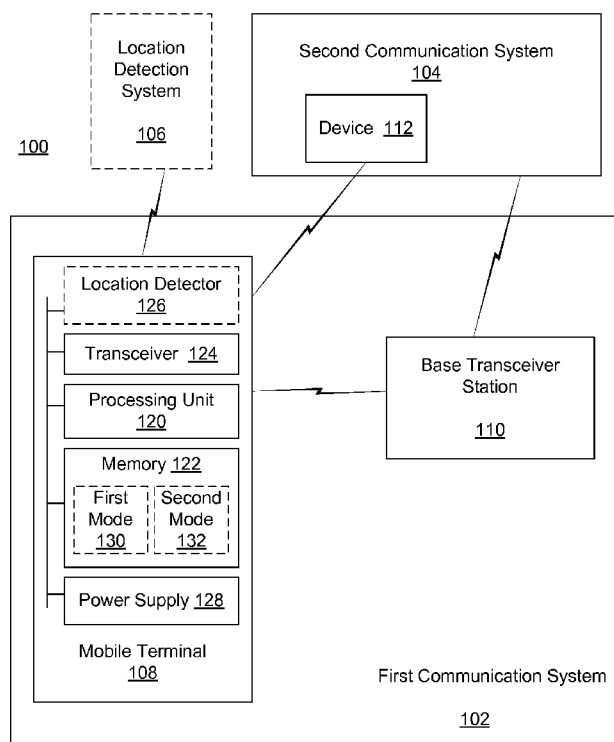 100
Location
Detection
System
106
Second Communication System
104
Device 112
Location Detector
126
Transceiver 124
Processing Unit
120
Memory 122
First
Mode
130
Second
Mode
132
Power Supply 128
Mobile Terminal
108
Base Transceiver
Station
110
First Communication System
102